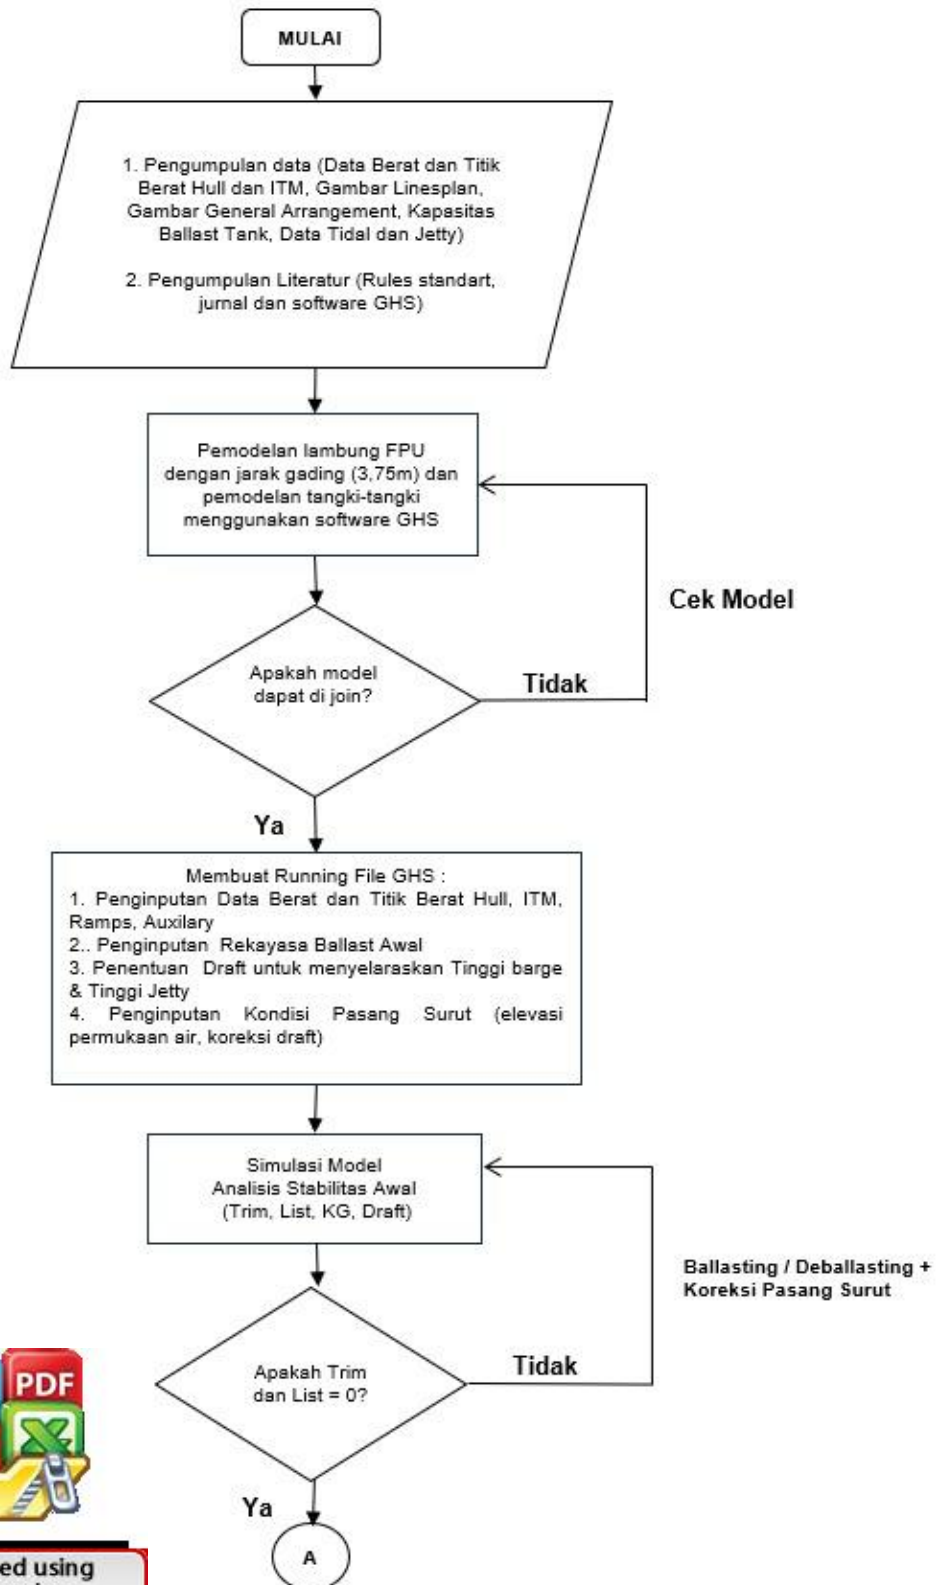 MULAI
1. Pengumpulan data (Data Berat dan Titik
Berat Hull dan ITM, Gambar Linesplan,
Gambar General Arrangement, Kapasitas
Ballast Tank, Data Tidal dan Jetty)
2. Pengumpulan Literatur (Rules standart,
jurnal dan software GHS)
Pemodelan lambung FPU
dengan jarak gading (3,75m) dan
pemodelan tangki-tangki
menggunakan software GHS
Cek Model
Apakah model
dapat di join?
Tidak
Ya
Membuat Running File GHS :
1. Penginputan Data Berat dan Titik Berat Hull, ITM,
Ramps, Auxilary
2.. Penginputan Rekayasa Ballast Awal
3. Penentuan Draft untuk menyelaraskan Tinggi barge
& Tinggi Jetty
4. Penginputan Kondisi Pasang Surut (elevasi
permukaan air, koreksi draft)
Simulasi Model
Analisis Stabilitas Awal
(Trim, List, KG, Draft)
Ballasting / Deballasting +
Koreksi Pasang Surut
Apakah Trim
dan List = 0?
Tidak
Ya
A
PDF
ed using